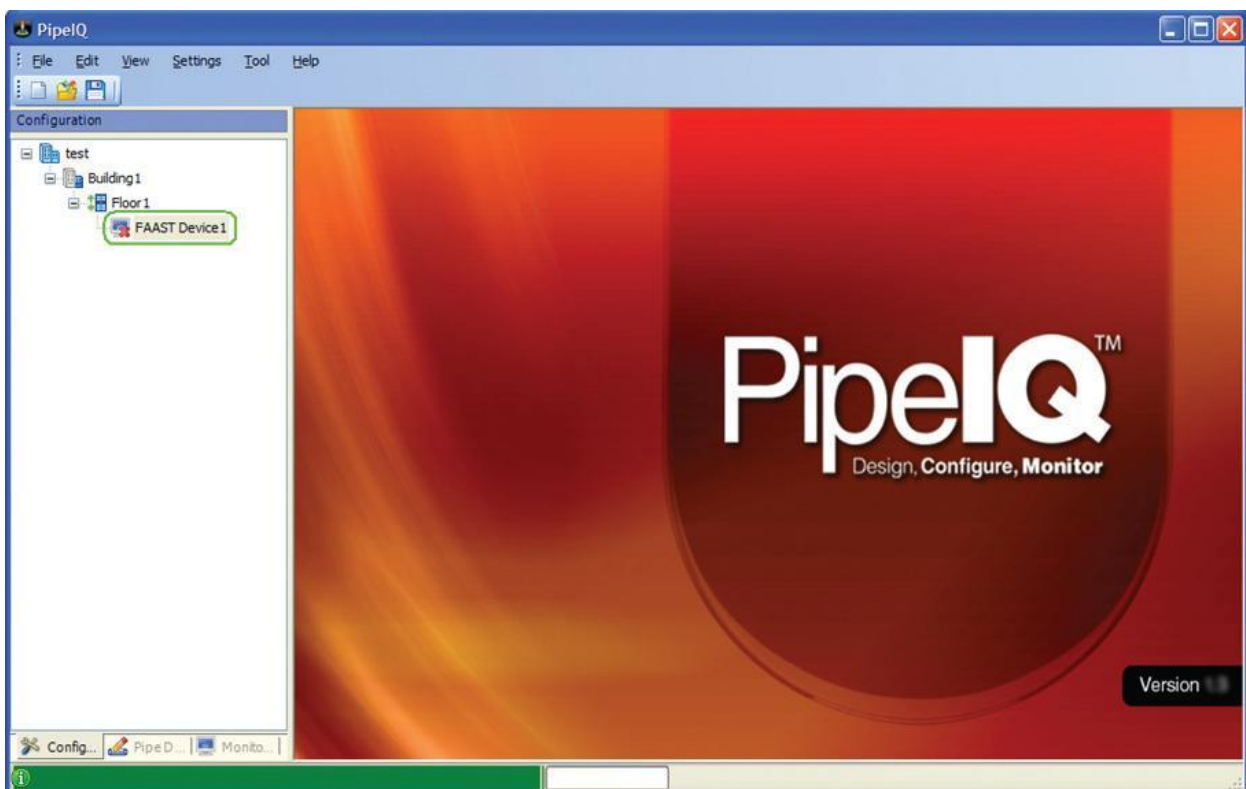 PipeIQ
File Edit View Settings Tool Help
Configuration
test
Building1
Floor1
FAAST Device1
PipeIQ™
Design, Configure, Monitor
Version
Config... Pipe D... Monito...